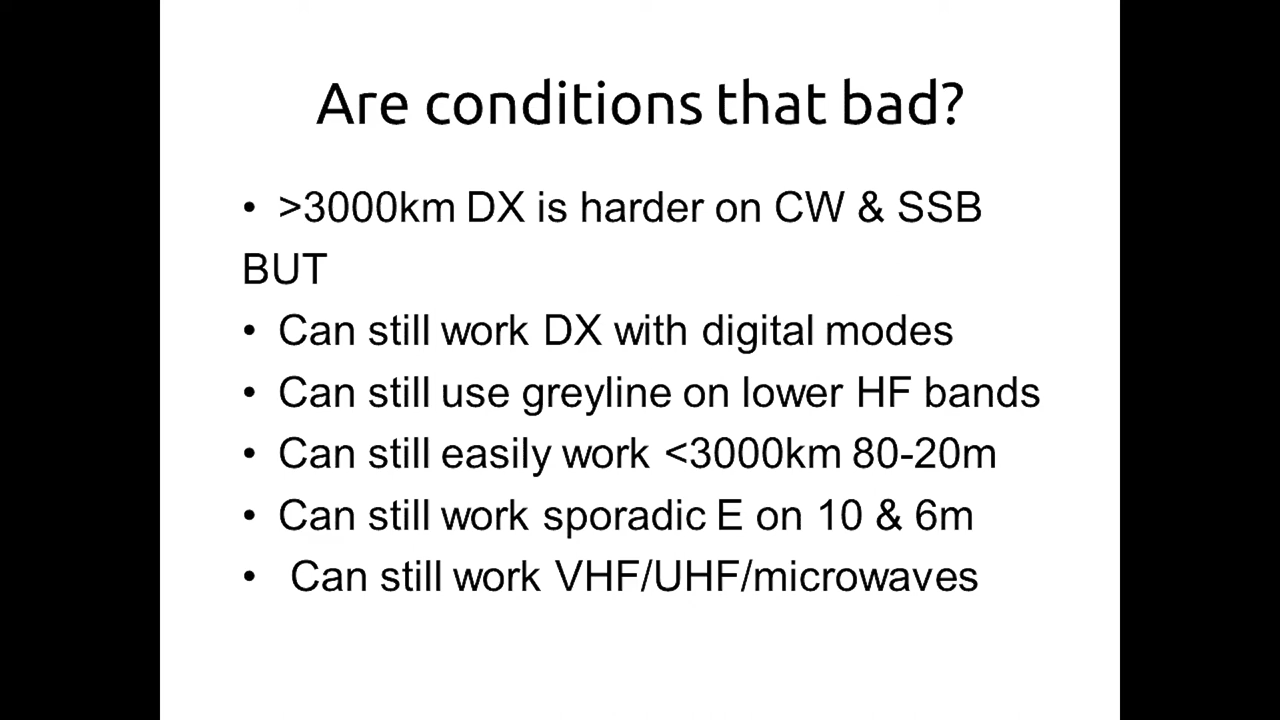 Are conditions that bad?
• >3000km DX is harder on CW & SSB
BUT
• Can still work DX with digital modes
• Can still use greyline on lower HF bands
• Can still easily work <3000km 80-20m
• Can still work sporadic E on 10 & 6m
• Can still work VHF/UHF/microwaves